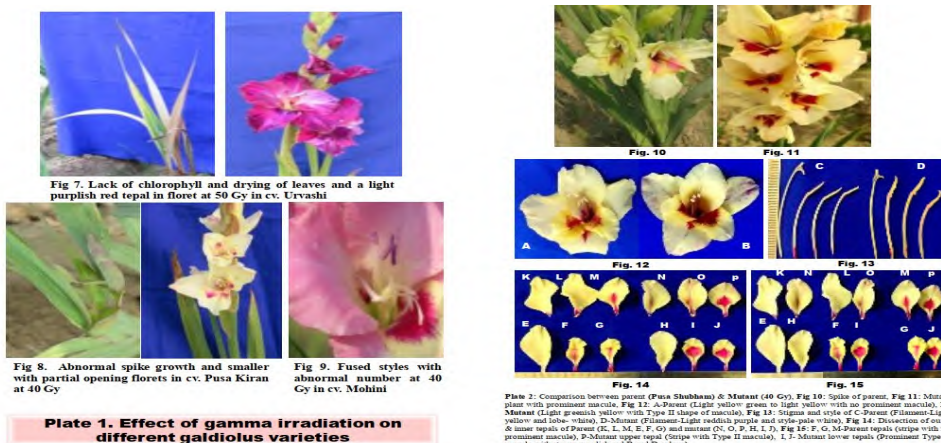 Fig 7. Lack of chlorophyll and drying of leaves and a light
purplish red tepal in floret at 50 Gy in cv. Urvashi
Fig 8. Abnormal spike growth and smaller
with partial opening florets in cv. Pusa Kiran
at 40 Gy
Fig 9. Fused styles with
abnormal number at 40
Gy in cv. Mohini
Plate 1. Effect of gamma irradiation on
different galdiolus varieties
Fig. 10
Fig. 11
A
B
Fig. 12
C
D
Fig. 13
K L M N O P
E F G H I J
Fig. 14
K N L O M P
E H F I G J
Fig. 15
Plate 2: Comparison between parent (Pusa Shubham) & Mutant (40 Gy), Fig 10: Spike of parent, Fig 11:
plant with prominent macule, Fig 12: A-Parent (Light yellow green to light yellow with no prominent macule),
Mutant (Light greenish yellow with Type II shape of macule), Fig 13: Stigma and style of C-Parent
yellow and lobe- white), D-Mutant (Filament-Light reddish purple and style-pale white), Fig 14: Dissection of
& inner tepals of Parent (K, L, M, E, F, G) and mutant (N, O, P, H, I, J), Fig 15: F, G, and M-Parent tepals (stripe with
prominent macule), P-Mutant upper tepal (Stripe with Type II macule), I, J- Mutant lower tepals (Prominent